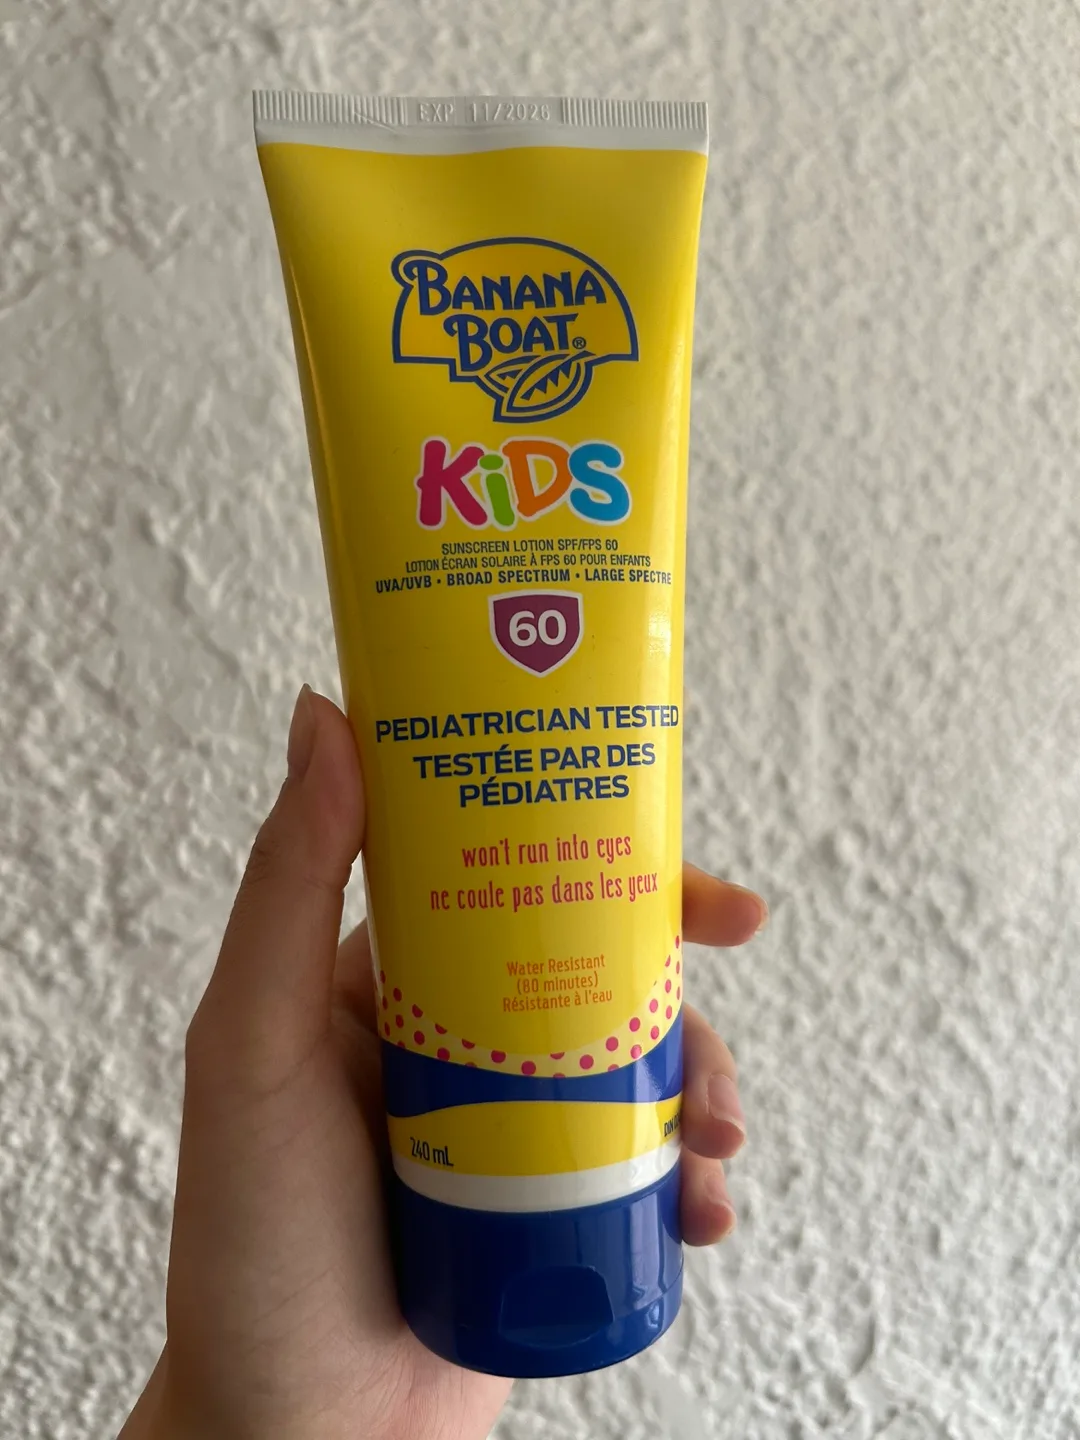 EXP 11/2026
BANANA
BOAT®
KiDS
SUNSCREEN LOTION SPF/FPS 60
LOTION ÉCRAN SOLAIRE À FPS 60 POUR ENFANTS
UVA/UVB • BROAD SPECTRUM • LARGE SPECTRE
60
PEDIATRICIAN TESTED
TESTÉE PAR DES
PÉDIATRES
won't run into eyes
ne coule pas dans les yeux
Water Resistant
(80 minutes)
Résistante à l'eau
240 mL
DIN